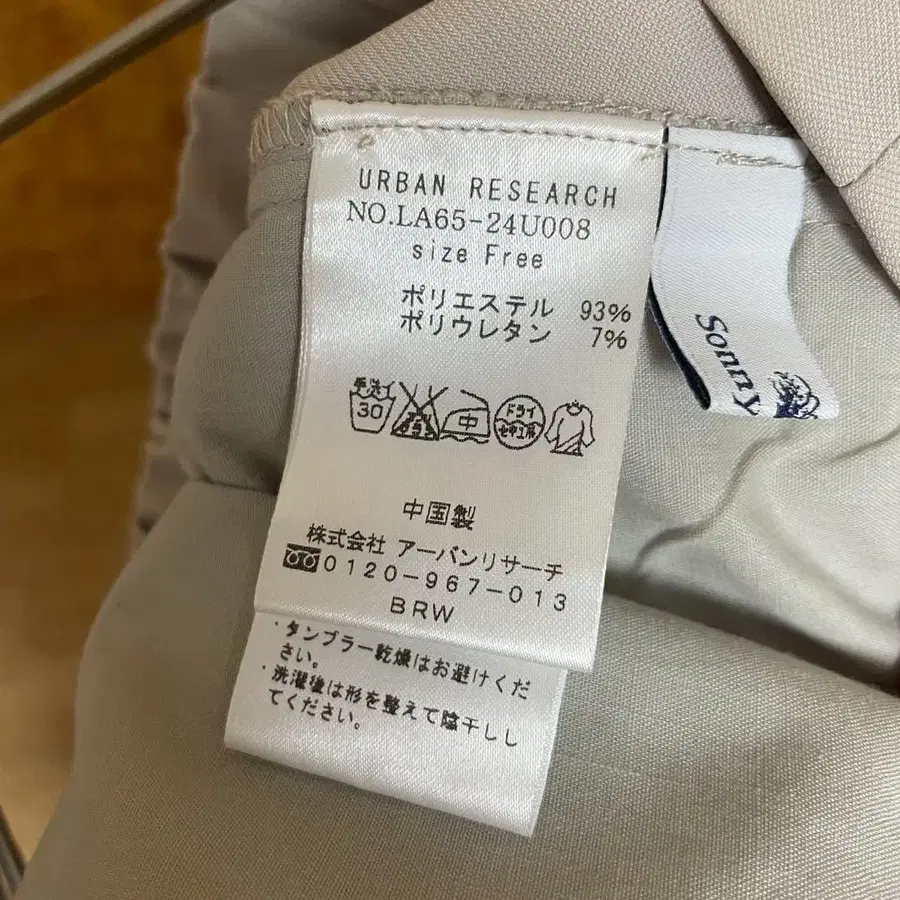 URBAN RESEARCH
NO.LA65-24U008
size Free
ポリエステル 93%
ポリウレタン 7%
手洗イ
30
中
ドライ
セキユ系
中国製
株式会社 アーバンリサーチ
0120-967-013
BRW
・タンブラー乾燥はお避けくだ
さい。
・洗濯後は形を整えて陰干しし
てください。
Sonny